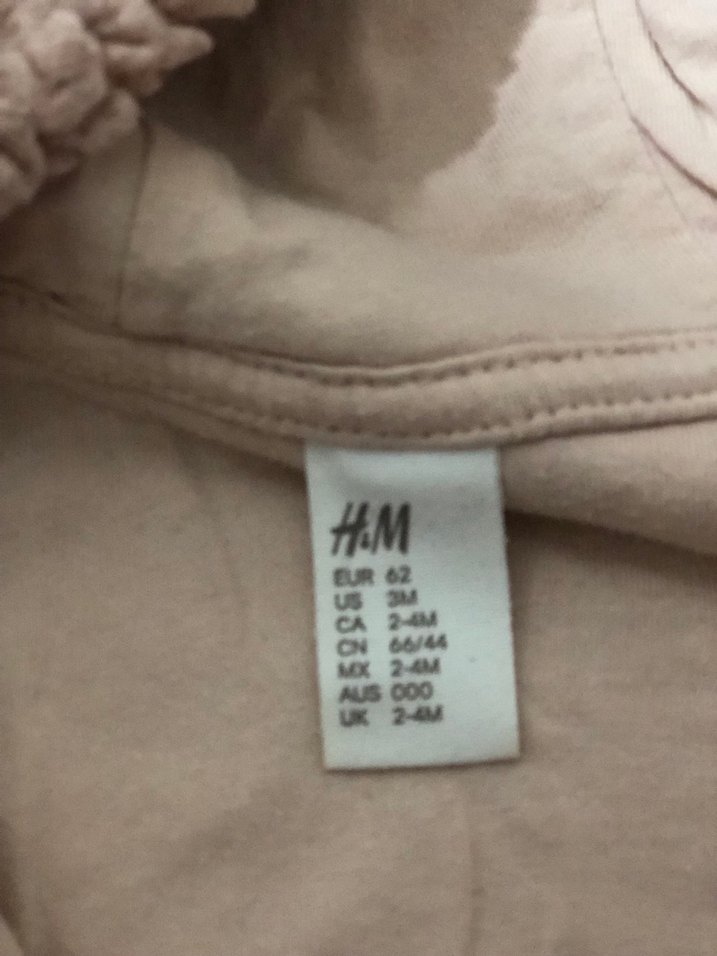 H&M
EUR 62
US 3M
CA 2-4M
CN 66/44
MX 2-4M
AUS 000
UK 2-4M